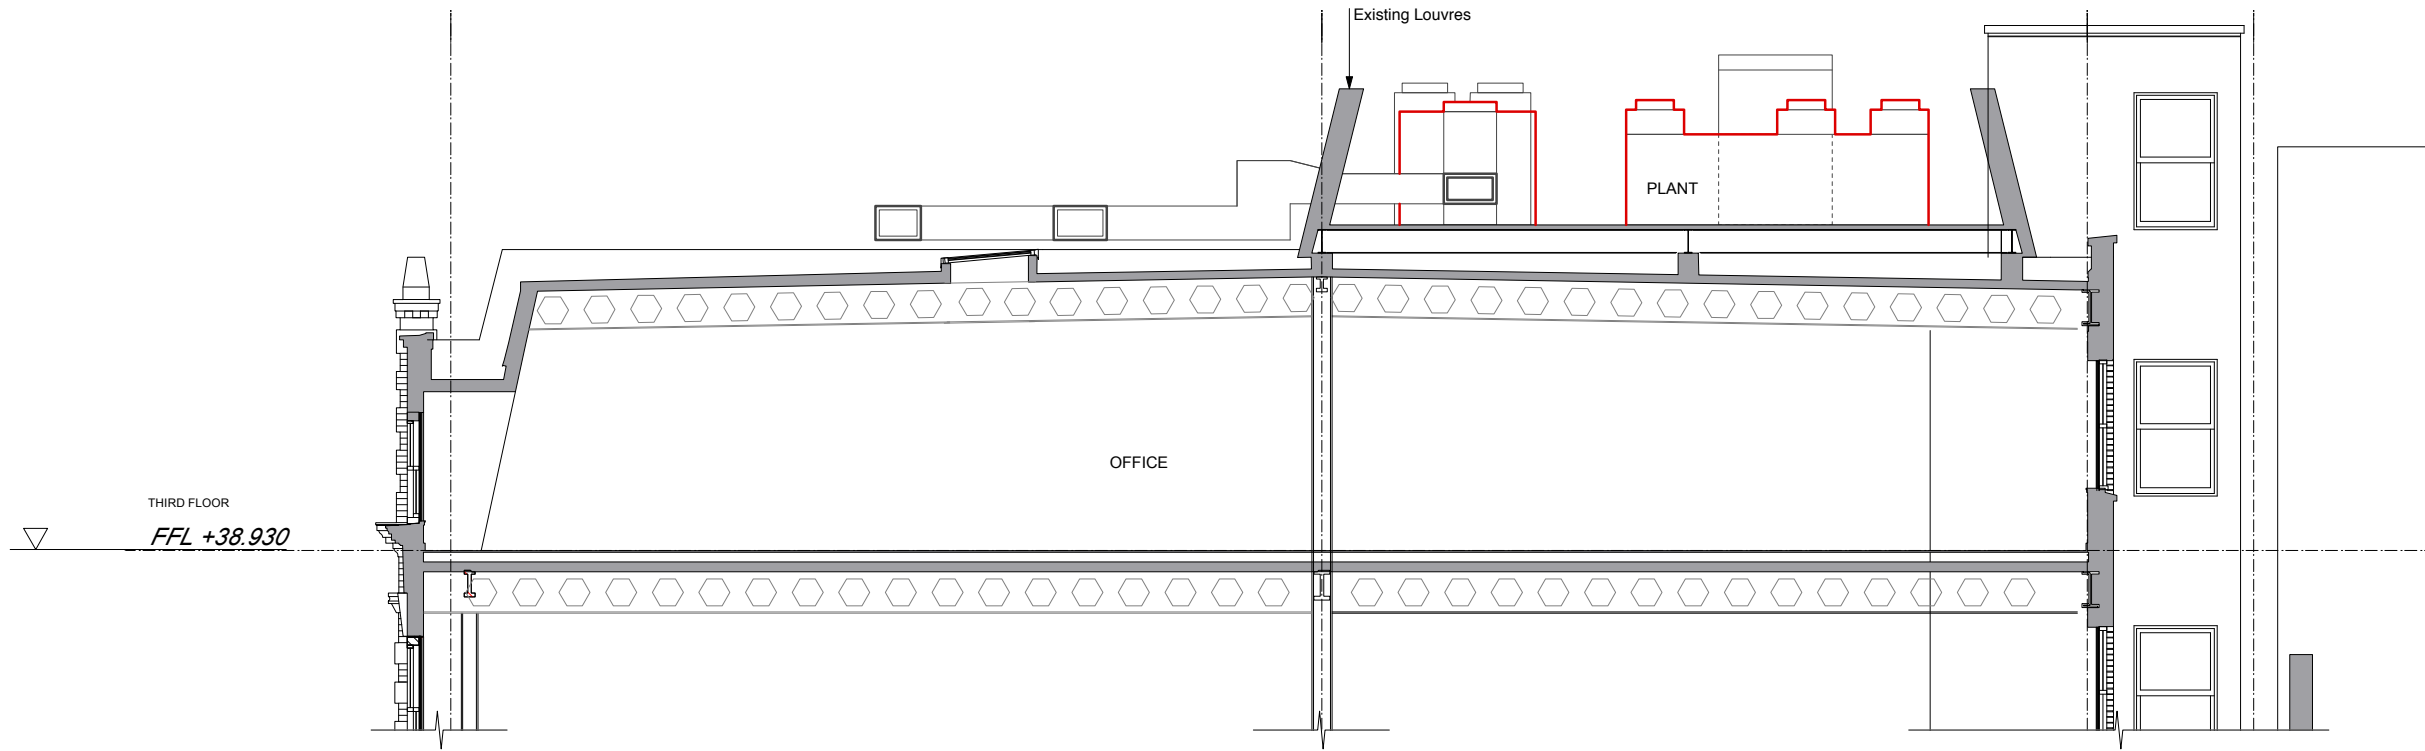 Existing Louvres
PLANT
OFFICE
THIRD FLOOR
FFL +38.930